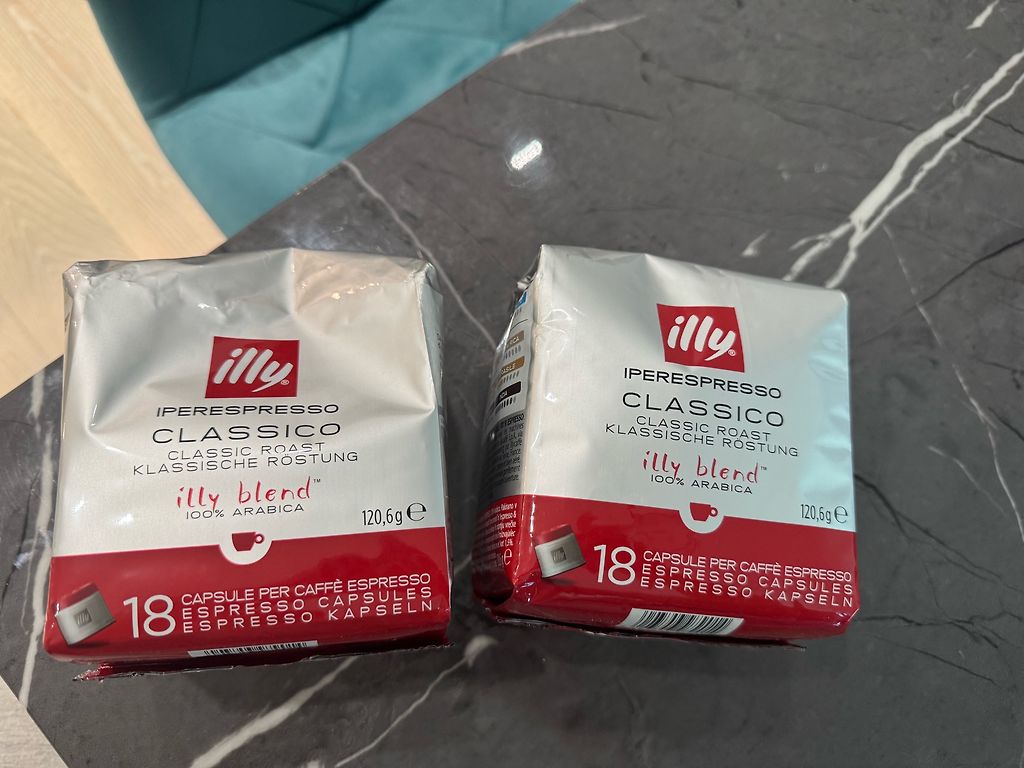 illy®
IPERESPRESSO
CLASSICO
CLASSIC ROAST
KLASSISCHE RÖSTUNG
illy blend™
100% ARABICA
120,6g ℮
18 CAPSULE PER CAFFÈ ESPRESSO
ESPRESSO CAPSULES
ESPRESSO KAPSELN
illy®
IPERESPRESSO
CLASSICO
CLASSIC ROAST
KLASSISCHE RÖSTUNG
illy blend™
100% ARABICA
120,6g ℮
18 CAPSULE PER CAFFÈ ESPRESSO
ESPRESSO CAPSULES
ESPRESSO KAPSELN